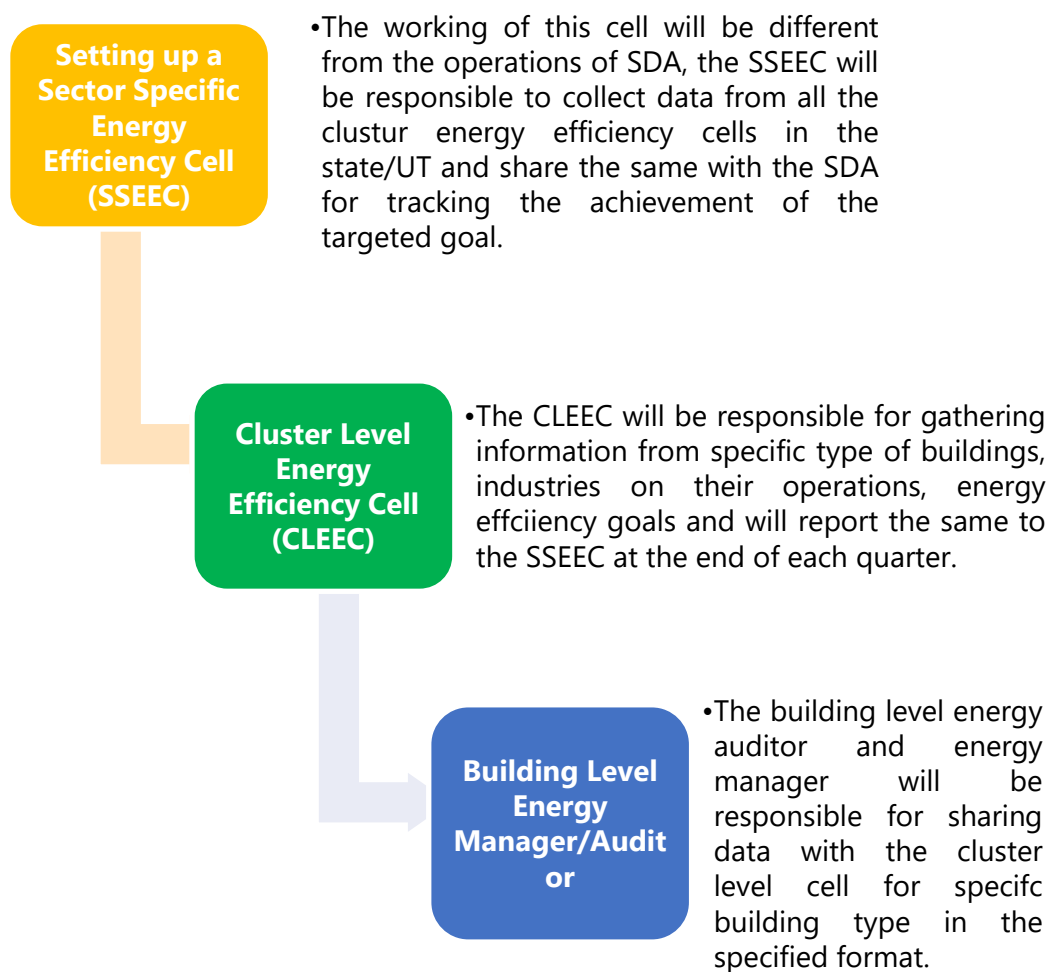 Setting up a
Sector Specific
Energy
Efficiency Cell
(SSEEC)
•The working of this cell will be different
from the operations of SDA, the SSEEC will
be responsible to collect data from all the
clustur energy efficiency cells in the
state/UT and share the same with the SDA
for tracking the achievement of the
targeted goal.
Cluster Level
Energy
Efficiency Cell
(CLEEC)
•The CLEEC will be responsible for gathering
information from specific type of buildings,
industries on their operations, energy
effciiency goals and will report the same to
the SSEEC at the end of each quarter.
Building Level
Energy
Manager/Audit
or
•The building level energy
auditor and energy
manager will be
responsible for sharing
data with the cluster
level cell for specifc
building type in the
specified format.